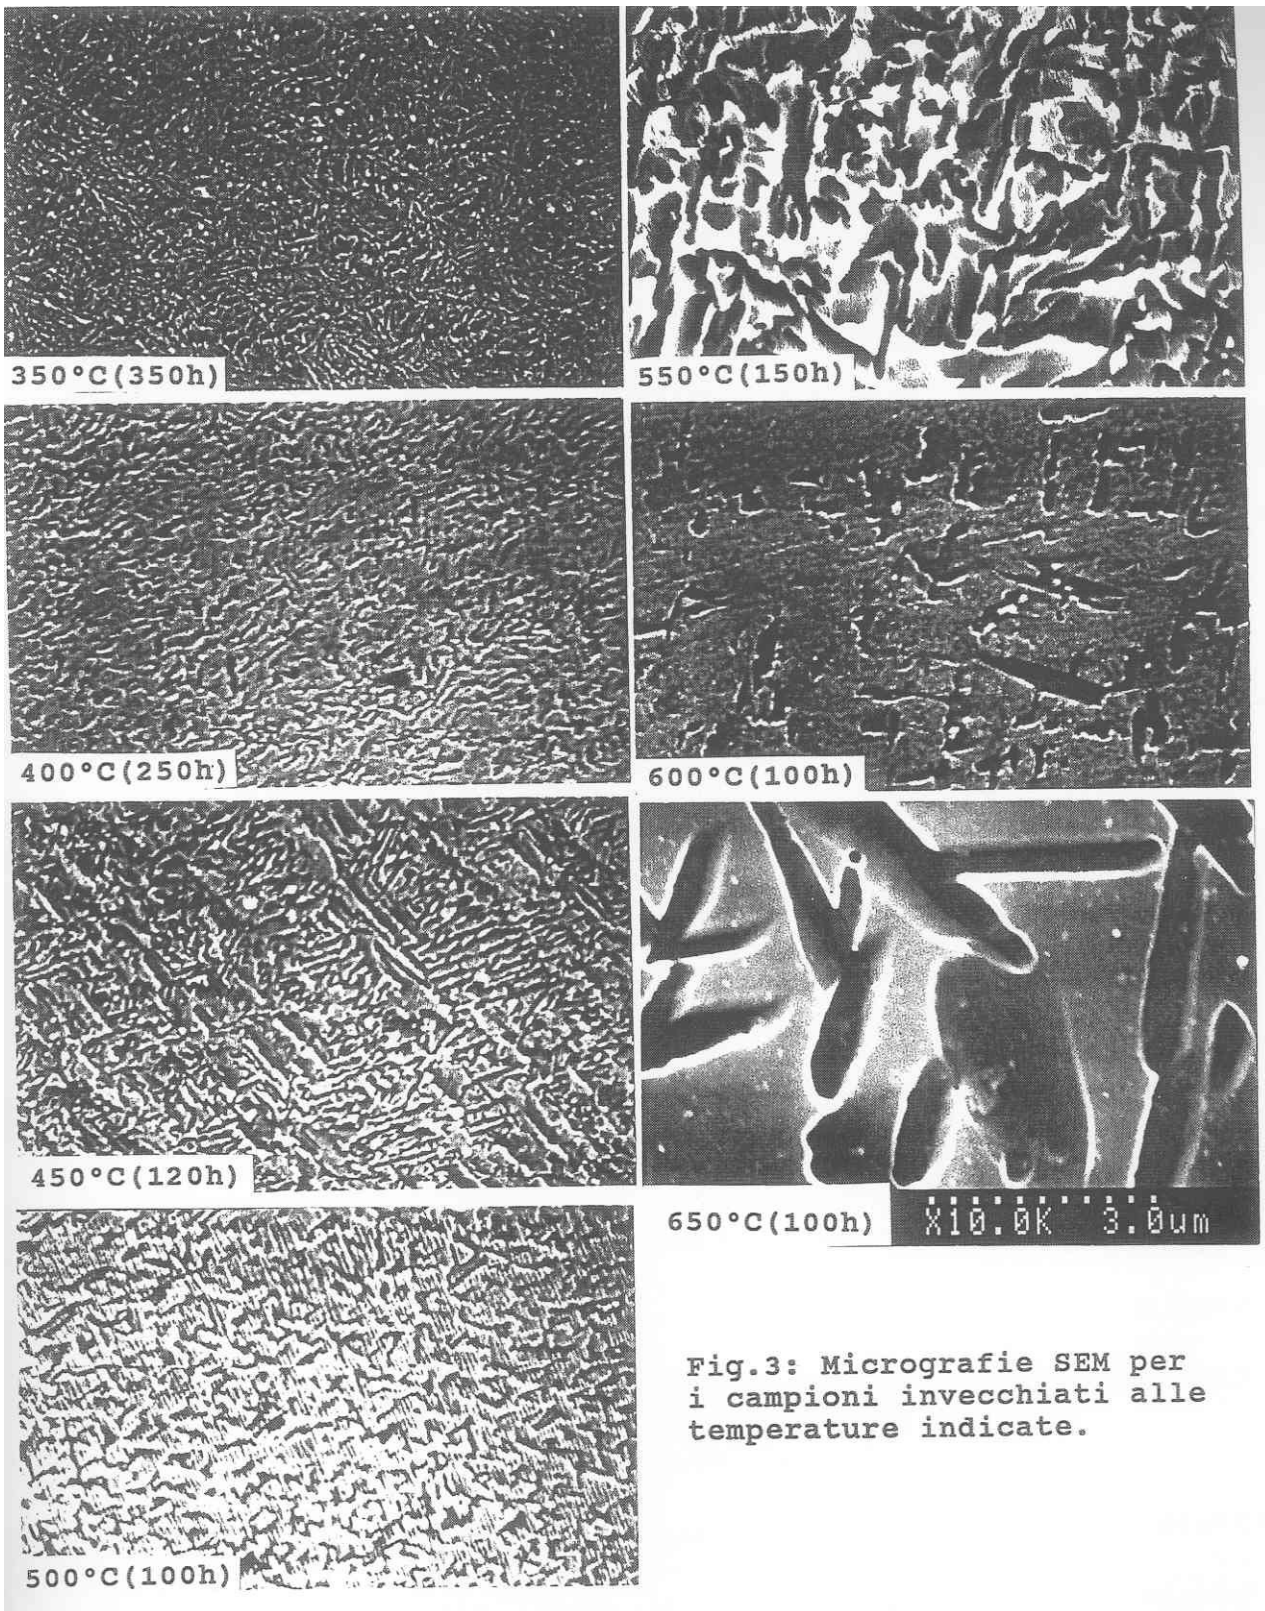 350°C(350h)
550°C(150h)
400°C(250h)
600°C(100h)
450°C(120h)
650°C(100h)
X10.0K 3.0um
500°C(100h)
Fig.3: Micrografie SEM per
i campioni invecchiati alle
temperature indicate.